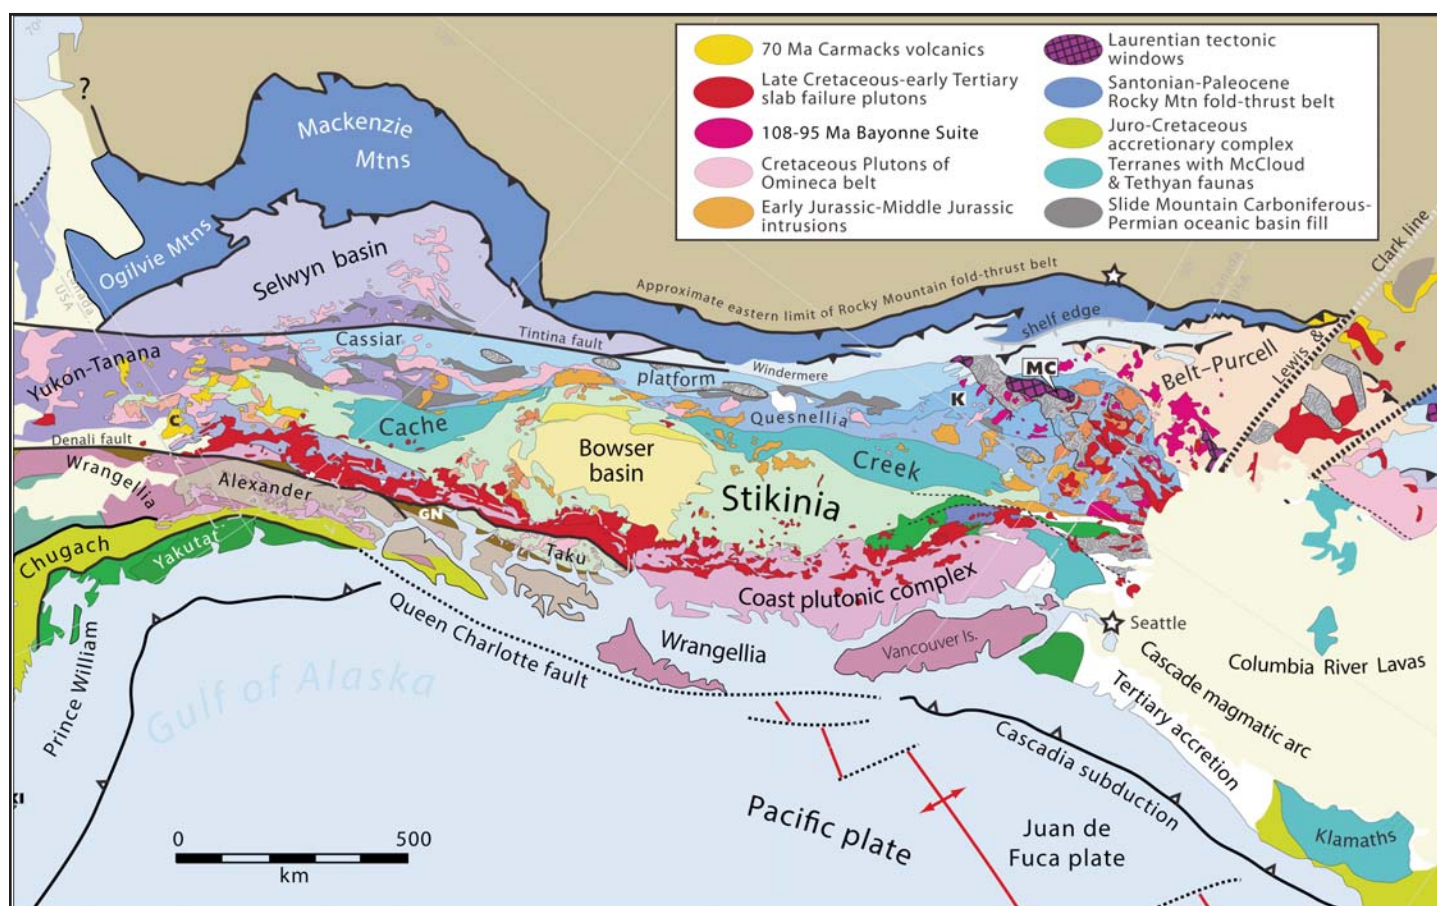 70°
?
Mackenzie
Mtns
Ogilvie Mtns
Selwyn basin
Canada
USA
70 Ma Carmacks volcanics
Late Cretaceous-early Tertiary
slab failure plutons
108-95 Ma Bayonne Suite
Cretaceous Plutons of
Omineca belt
Early Jurassic-Middle Jurassic
intrusions
Laurentian tectonic
windows
Santonian-Paleocene
Rocky Mtn fold-thrust belt
Juro-Cretaceous
accretionary complex
Terranes with McCloud
& Tethyan faunas
Slide Mountain Carboniferous-
Permian oceanic basin fill
Approximate eastern limit of Rocky Mountain fold-thrust belt
Canada
USA
Clark line
Lewis &
shelf edge
Belt–Purcell
Tintina fault
Cassiar
platform
Windermere
MC
K
Quesnellia
Yukon-Tanana
C
Cache
Creek
Denali fault
Bowser
basin
Stikinia
Wrangellia
Alexander
GN
Taku
Chugach
Yakutat
Coast plutonic complex
Queen Charlotte fault
Wrangellia
Vancouver Is.
Seattle
Columbia River Lavas
Cascade magmatic arc
Tertiary accretion
Prince William
Gulf of Alaska
Cascadia subduction
KI
0
500
km
Pacific plate
Juan de
Fuca plate
Klamaths